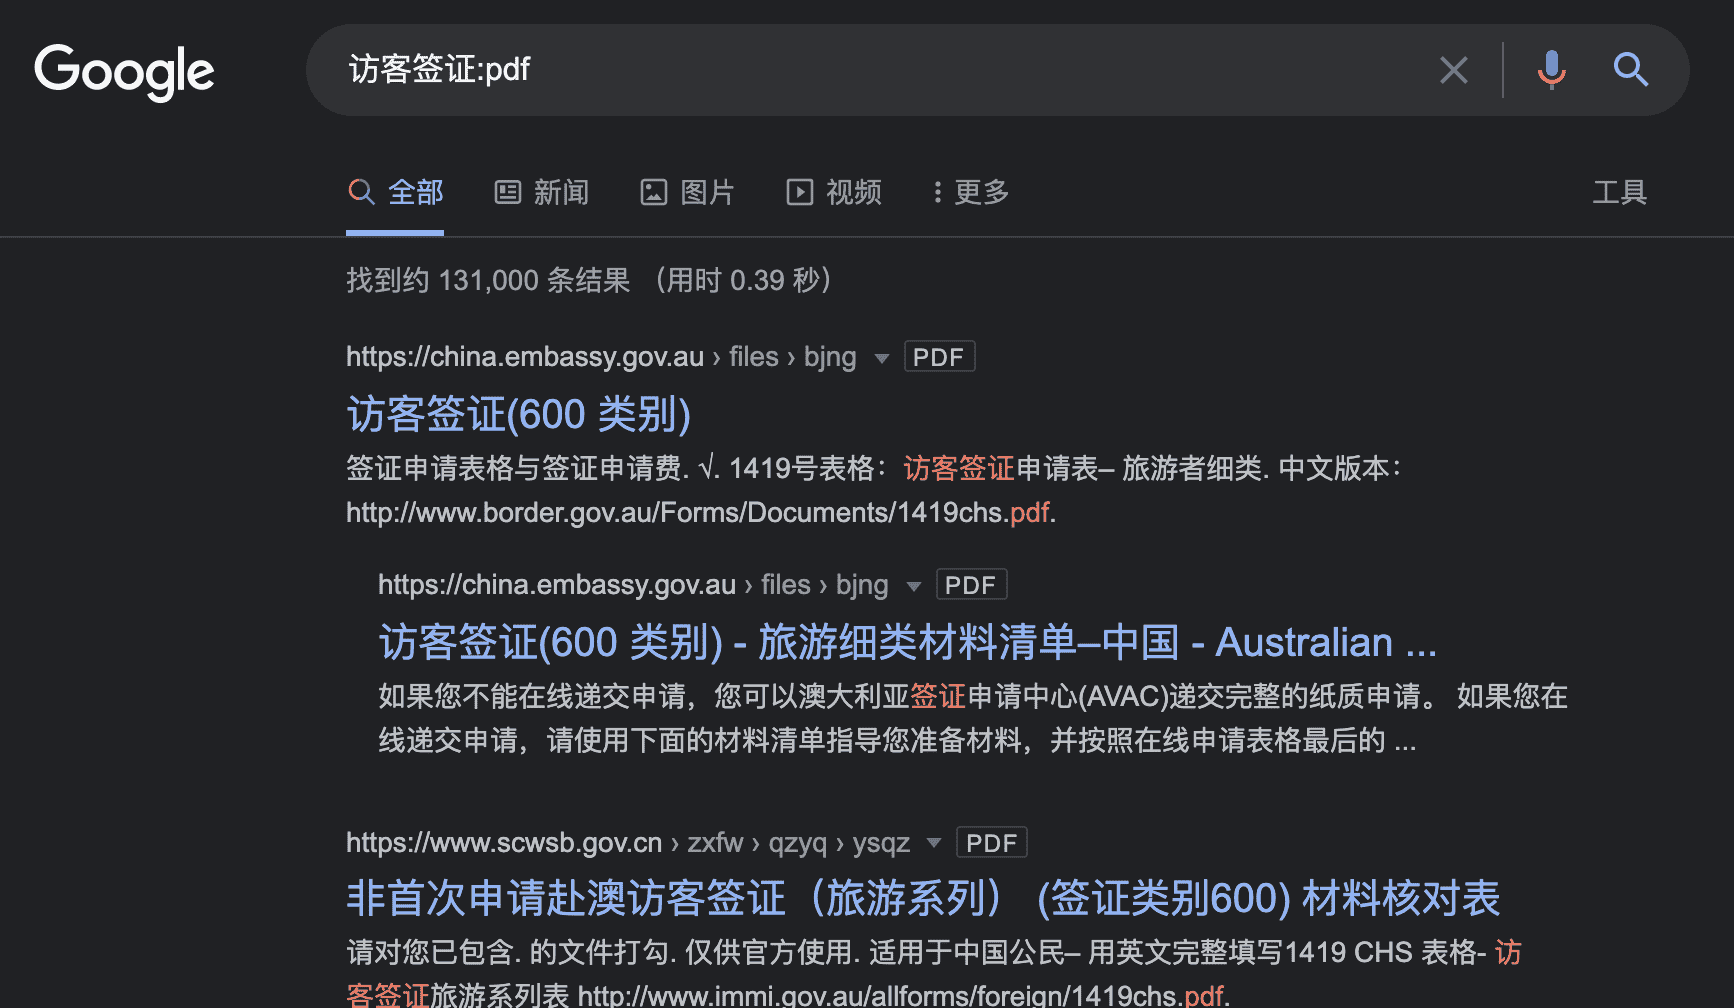 Google
访客签证:pdf
全部 新闻 图片 视频 更多 工具
找到约 131,000 条结果 （用时 0.39 秒）
https://china.embassy.gov.au › files › bjng PDF
访客签证(600 类别)
签证申请表格与签证申请费. √. 1419号表格：访客签证申请表– 旅游者细类. 中文版本：
http://www.border.gov.au/Forms/Documents/1419chs.pdf.
https://china.embassy.gov.au › files › bjng PDF
访客签证(600 类别) - 旅游细类材料清单–中国 - Australian ...
如果您不能在线递交申请，您可以澳大利亚签证申请中心(AVAC)递交完整的纸质申请。 如果您在
线递交申请，请使用下面的材料清单指导您准备材料，并按照在线申请表格最后的 ...
https://www.scwsb.gov.cn › zxfw › qzyq › ysqz PDF
非首次申请赴澳访客签证（旅游系列） (签证类别600) 材料核对表
请对您已包含. 的文件打勾. 仅供官方使用. 适用于中国公民– 用英文完整填写1419 CHS 表格- 访
客签证旅游系列表 http://www.immi.gov.au/allforms/foreign/1419chs.pdf.